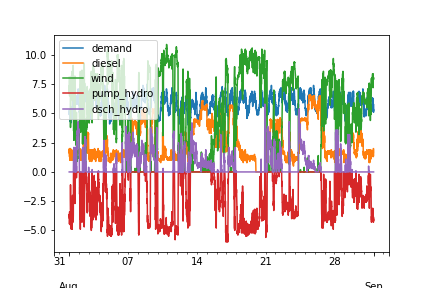 10.0
7.5
5.0
2.5
0.0
−2.5
−5.0
demand
diesel
wind
pump_hydro
dsch_hydro
31 07 14 21 28
Aug Sep